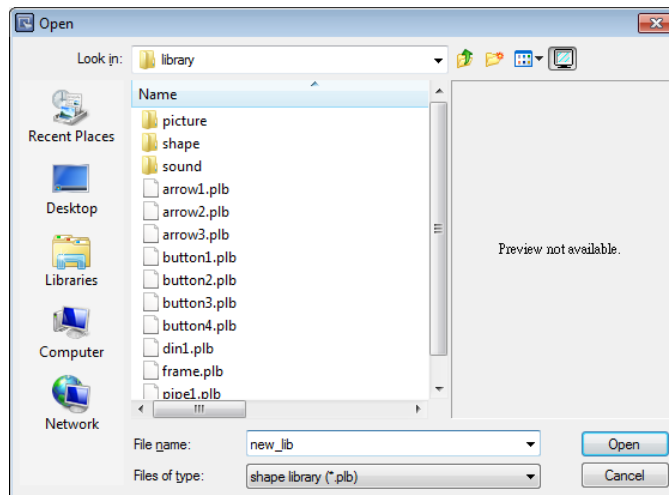 Open
Look in:
library
Recent Places
Desktop
Libraries
Computer
Network
Name
picture
shape
sound
arrow1.plb
arrow2.plb
arrow3.plb
button1.plb
button2.plb
button3.plb
button4.plb
din1.plb
frame.plb
pipe1.plb
Preview not available.
File name:
new_lib
Open
Files of type:
shape library (*.plb)
Cancel